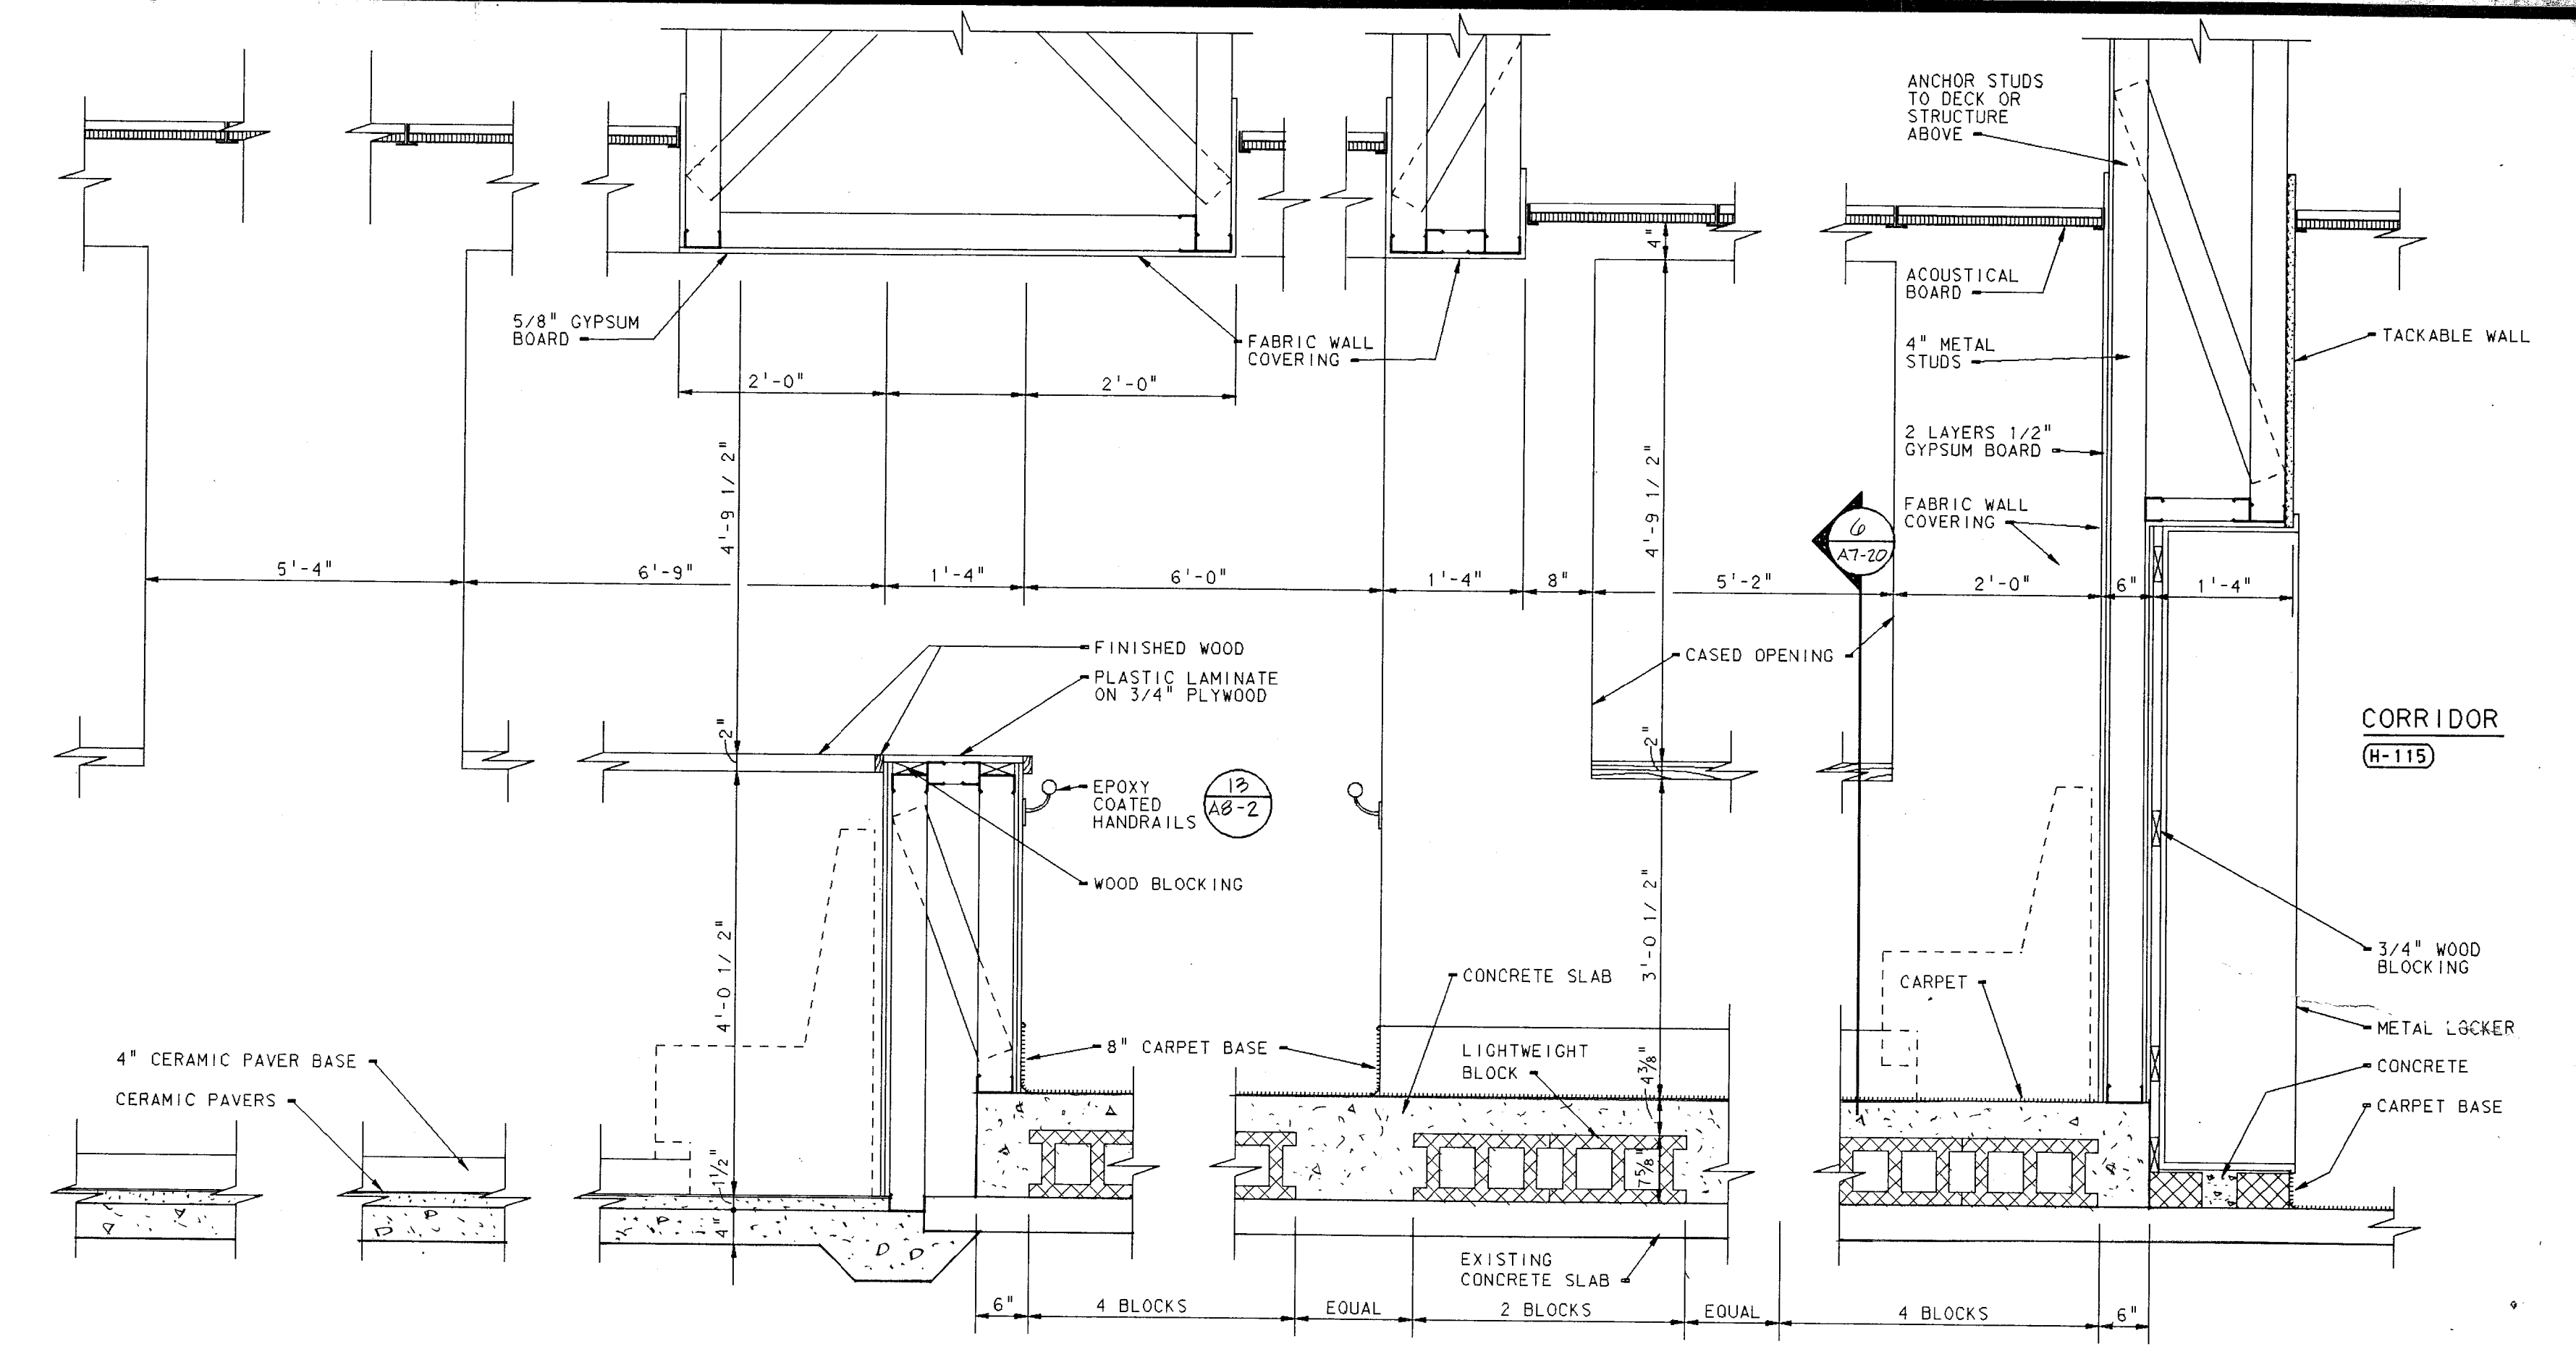 ANCHOR STUDS
TO DECK OR
STRUCTURE
ABOVE
4"
ACOUSTICAL
BOARD
5/8" GYPSUM
BOARD
FABRIC WALL
COVERING
4" METAL
STUDS
TACKABLE WALL
2'-0"
2'-0"
2 LAYERS 1/2"
GYPSUM BOARD
4'-9 1/2"
4'-9 1/2"
FABRIC WALL
COVERING
6
A7-20
5'-4"
6'-9"
1'-4"
6'-0"
1'-4"
8"
5'-2"
2'-0"
6"
1'-4"
FINISHED WOOD
CASED OPENING
PLASTIC LAMINATE
ON 3/4" PLYWOOD
2"
2"
CORRIDOR
H-115
EPOXY
COATED
HANDRAILS
13
A8-2
WOOD BLOCKING
4'-0 1/2"
3'-0 1/2"
CONCRETE SLAB
CARPET
3/4" WOOD
BLOCKING
METAL LOCKER
4" CERAMIC PAVER BASE
8" CARPET BASE
LIGHTWEIGHT
BLOCK
4 3/8"
CONCRETE
CERAMIC PAVERS
CARPET BASE
1 1/2"
7 5/8"
4"
EXISTING
CONCRETE SLAB
6"
4 BLOCKS
EQUAL
2 BLOCKS
EQUAL
4 BLOCKS
6"